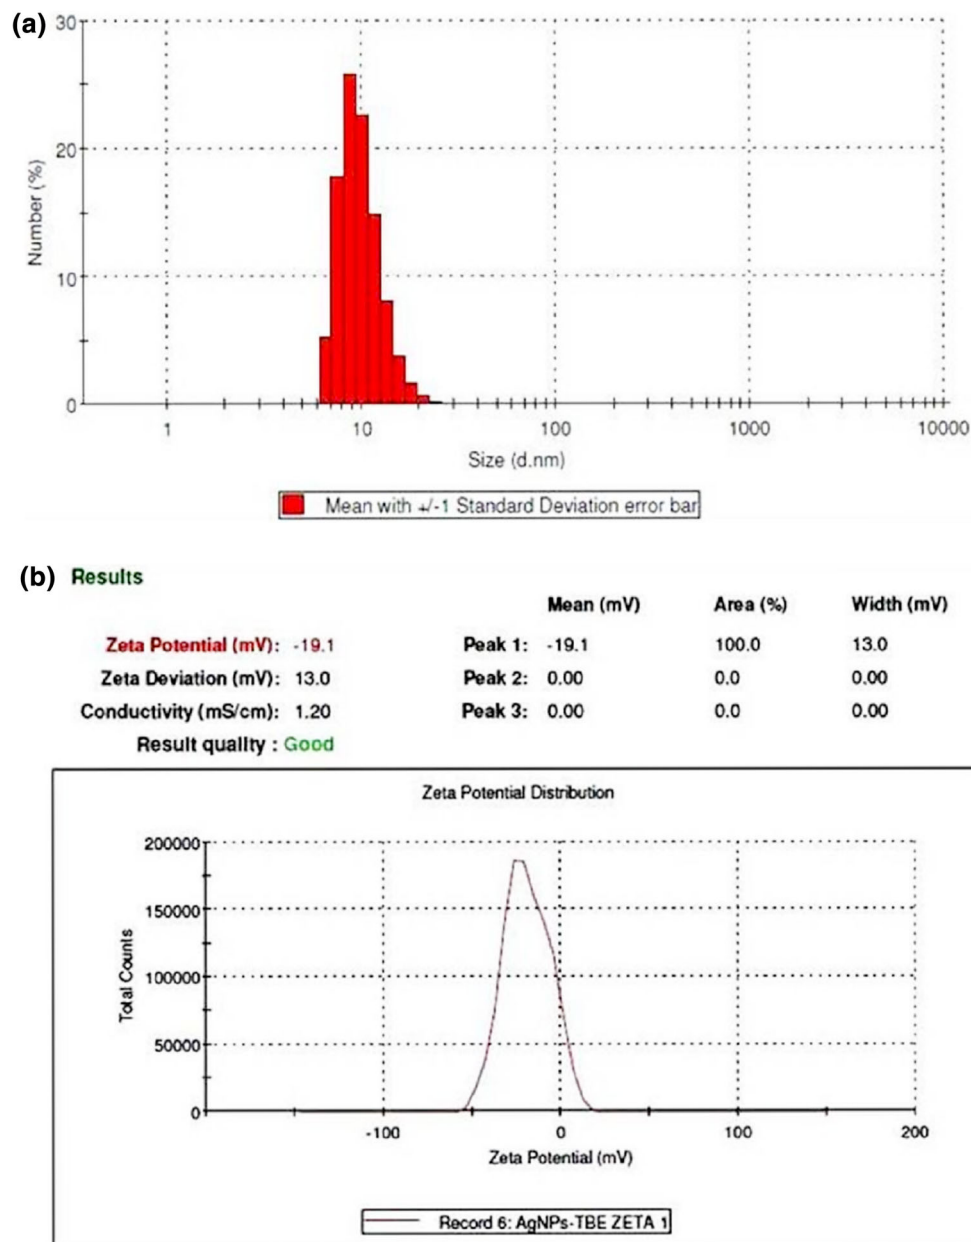 (a)
30
20
10
0
Number (%)
1 10 100 1000 10000
Size (d.nm)
Mean with +/-1 Standard Deviation error bar
(b) Results
Mean (mV) Area (%) Width (mV)
Zeta Potential (mV): -19.1 Peak 1: -19.1 100.0 13.0
Zeta Deviation (mV): 13.0 Peak 2: 0.00 0.0 0.00
Conductivity (mS/cm): 1.20 Peak 3: 0.00 0.0 0.00
Result quality : Good
Zeta Potential Distribution
200000
150000
100000
50000
0
Total Counts
-100 0 100 200
Zeta Potential (mV)
Record 6: AgNPs-TBE ZETA 1